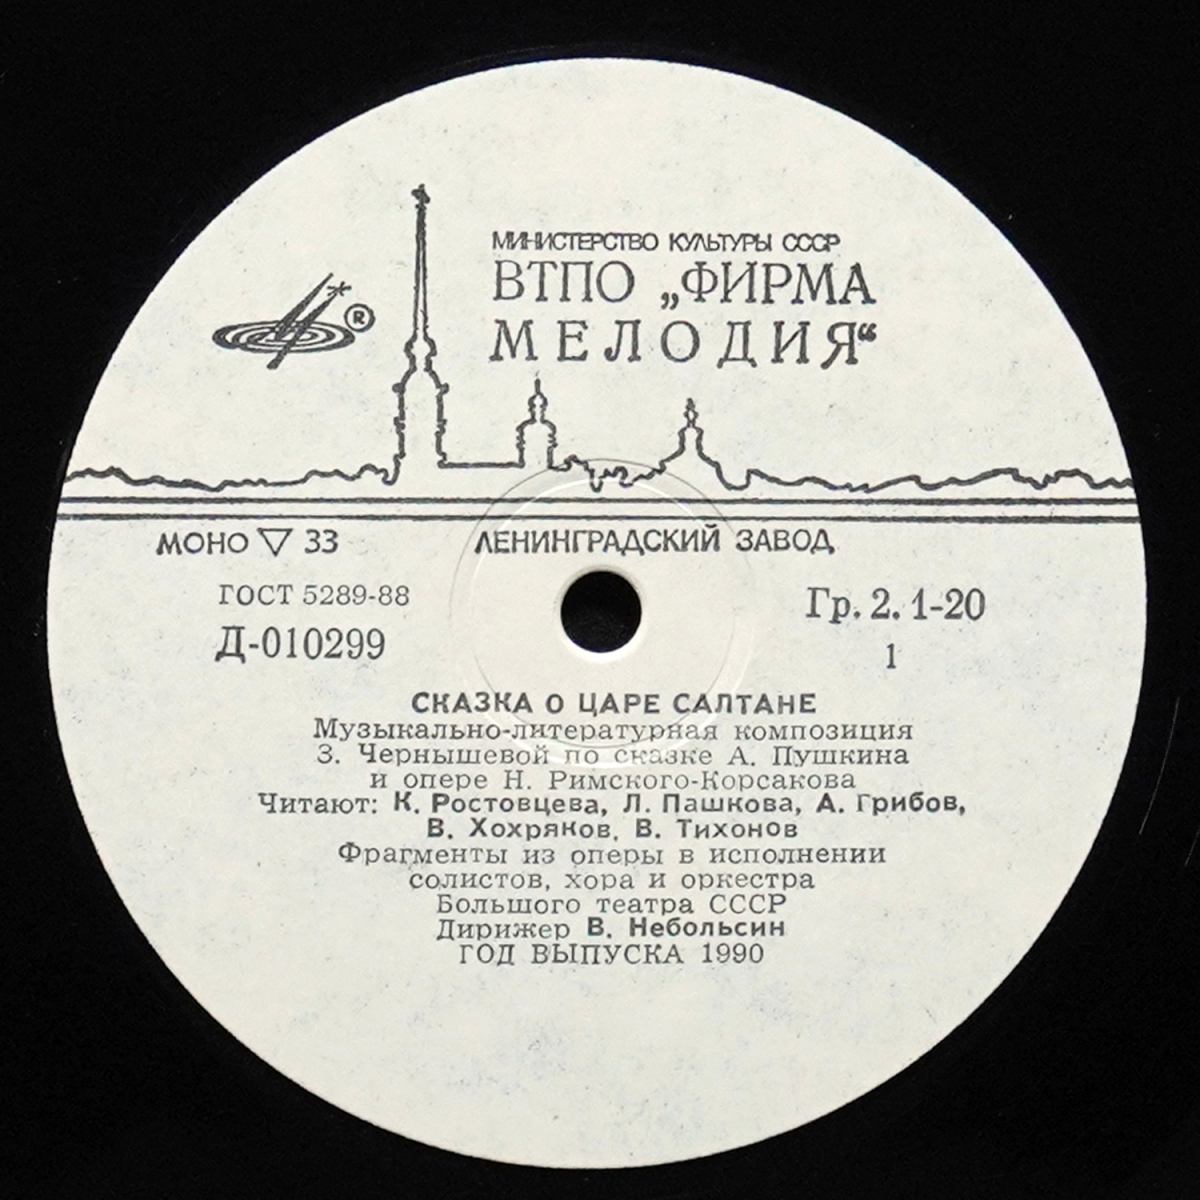 МИНИСТЕРСТВО КУЛЬТУРЫ СССР
ВТПО „ФИРМА
МЕЛОДИЯ“
®
МОНО ▽ 33
ЛЕНИНГРАДСКИЙ ЗАВОД
ГОСТ 5289-88
Гр. 2. 1-20
Д-010299
1
СКАЗКА О ЦАРЕ САЛТАНЕ
Музыкально-литературная композиция
З. Чернышевой по сказке А. Пушкина
и опере Н. Римского-Корсакова
Читают: К. Ростовцева, Л. Пашкова, А. Грибов,
В. Хохряков, В. Тихонов
Фрагменты из оперы в исполнении
солистов, хора и оркестра
Большого театра СССР
Дирижер В. Небольсин
ГОД ВЫПУСКА 1990